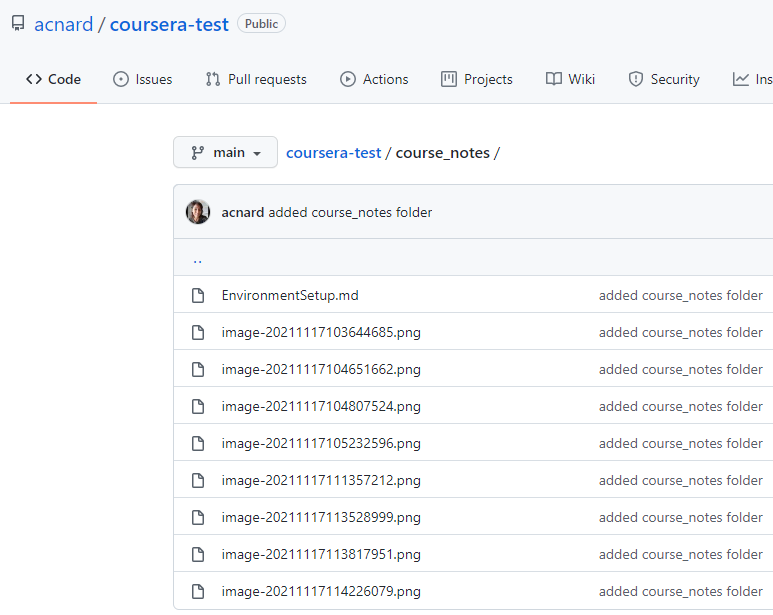 acnard / coursera-test Public
Code Issues Pull requests Actions Projects Wiki Security Ins
main coursera-test / course_notes /
acnard added course_notes folder
..
EnvironmentSetup.md added course_notes folder
image-20211117103644685.png added course_notes folder
image-20211117104651662.png added course_notes folder
image-20211117104807524.png added course_notes folder
image-20211117105232596.png added course_notes folder
image-20211117111357212.png added course_notes folder
image-20211117113528999.png added course_notes folder
image-20211117113817951.png added course_notes folder
image-20211117114226079.png added course_notes folder